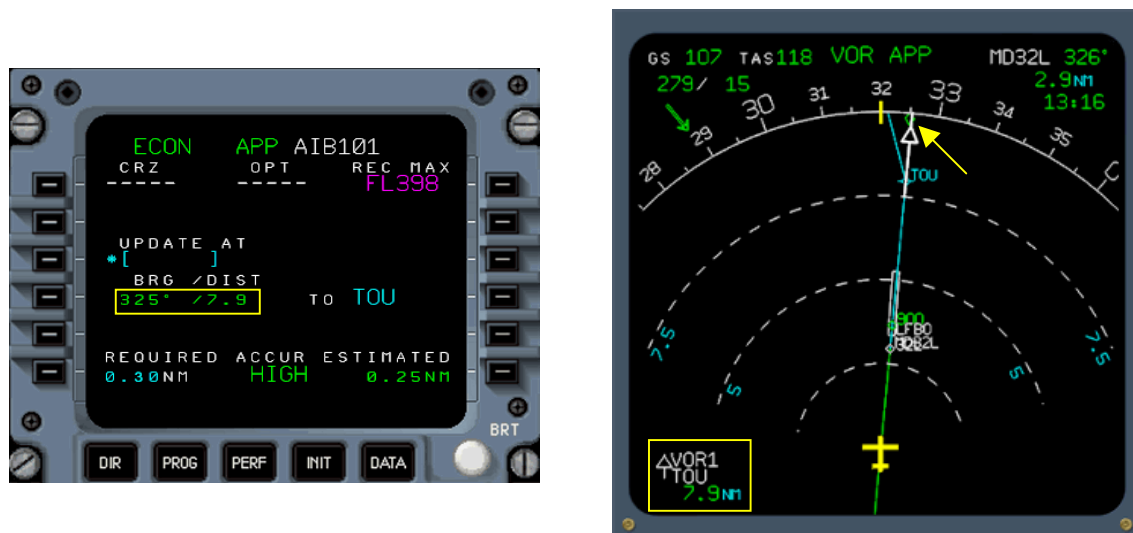 ECON APP AIB101
CRZ OPT REC MAX
----- ----- FL398
UPDATE AT
*[ ]
BRG /DIST
325° /7.9 TO TOU
REQUIRED ACCUR ESTIMATED
0.30NM HIGH 0.25NM
BRT
DIR PROG PERF INIT DATA
GS 107 TAS118 VOR APP MD32L 326°
279/ 15 2.9NM
13:16
28 29 30 31 32 33 34 35
TOU
LFBO
7.5 7.5
5 5
VOR1
TOU
7.9NM